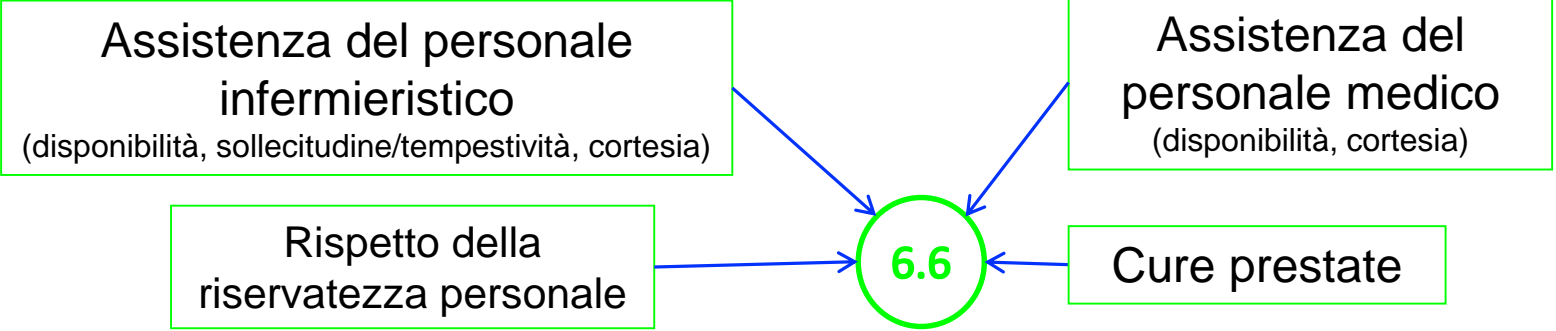 Assistenza del personale
infermieristico
(disponibilità, sollecitudine/tempestività, cortesia)
Assistenza del
personale medico
(disponibilità, cortesia)
Rispetto della
riservatezza personale
6.6
Cure prestate